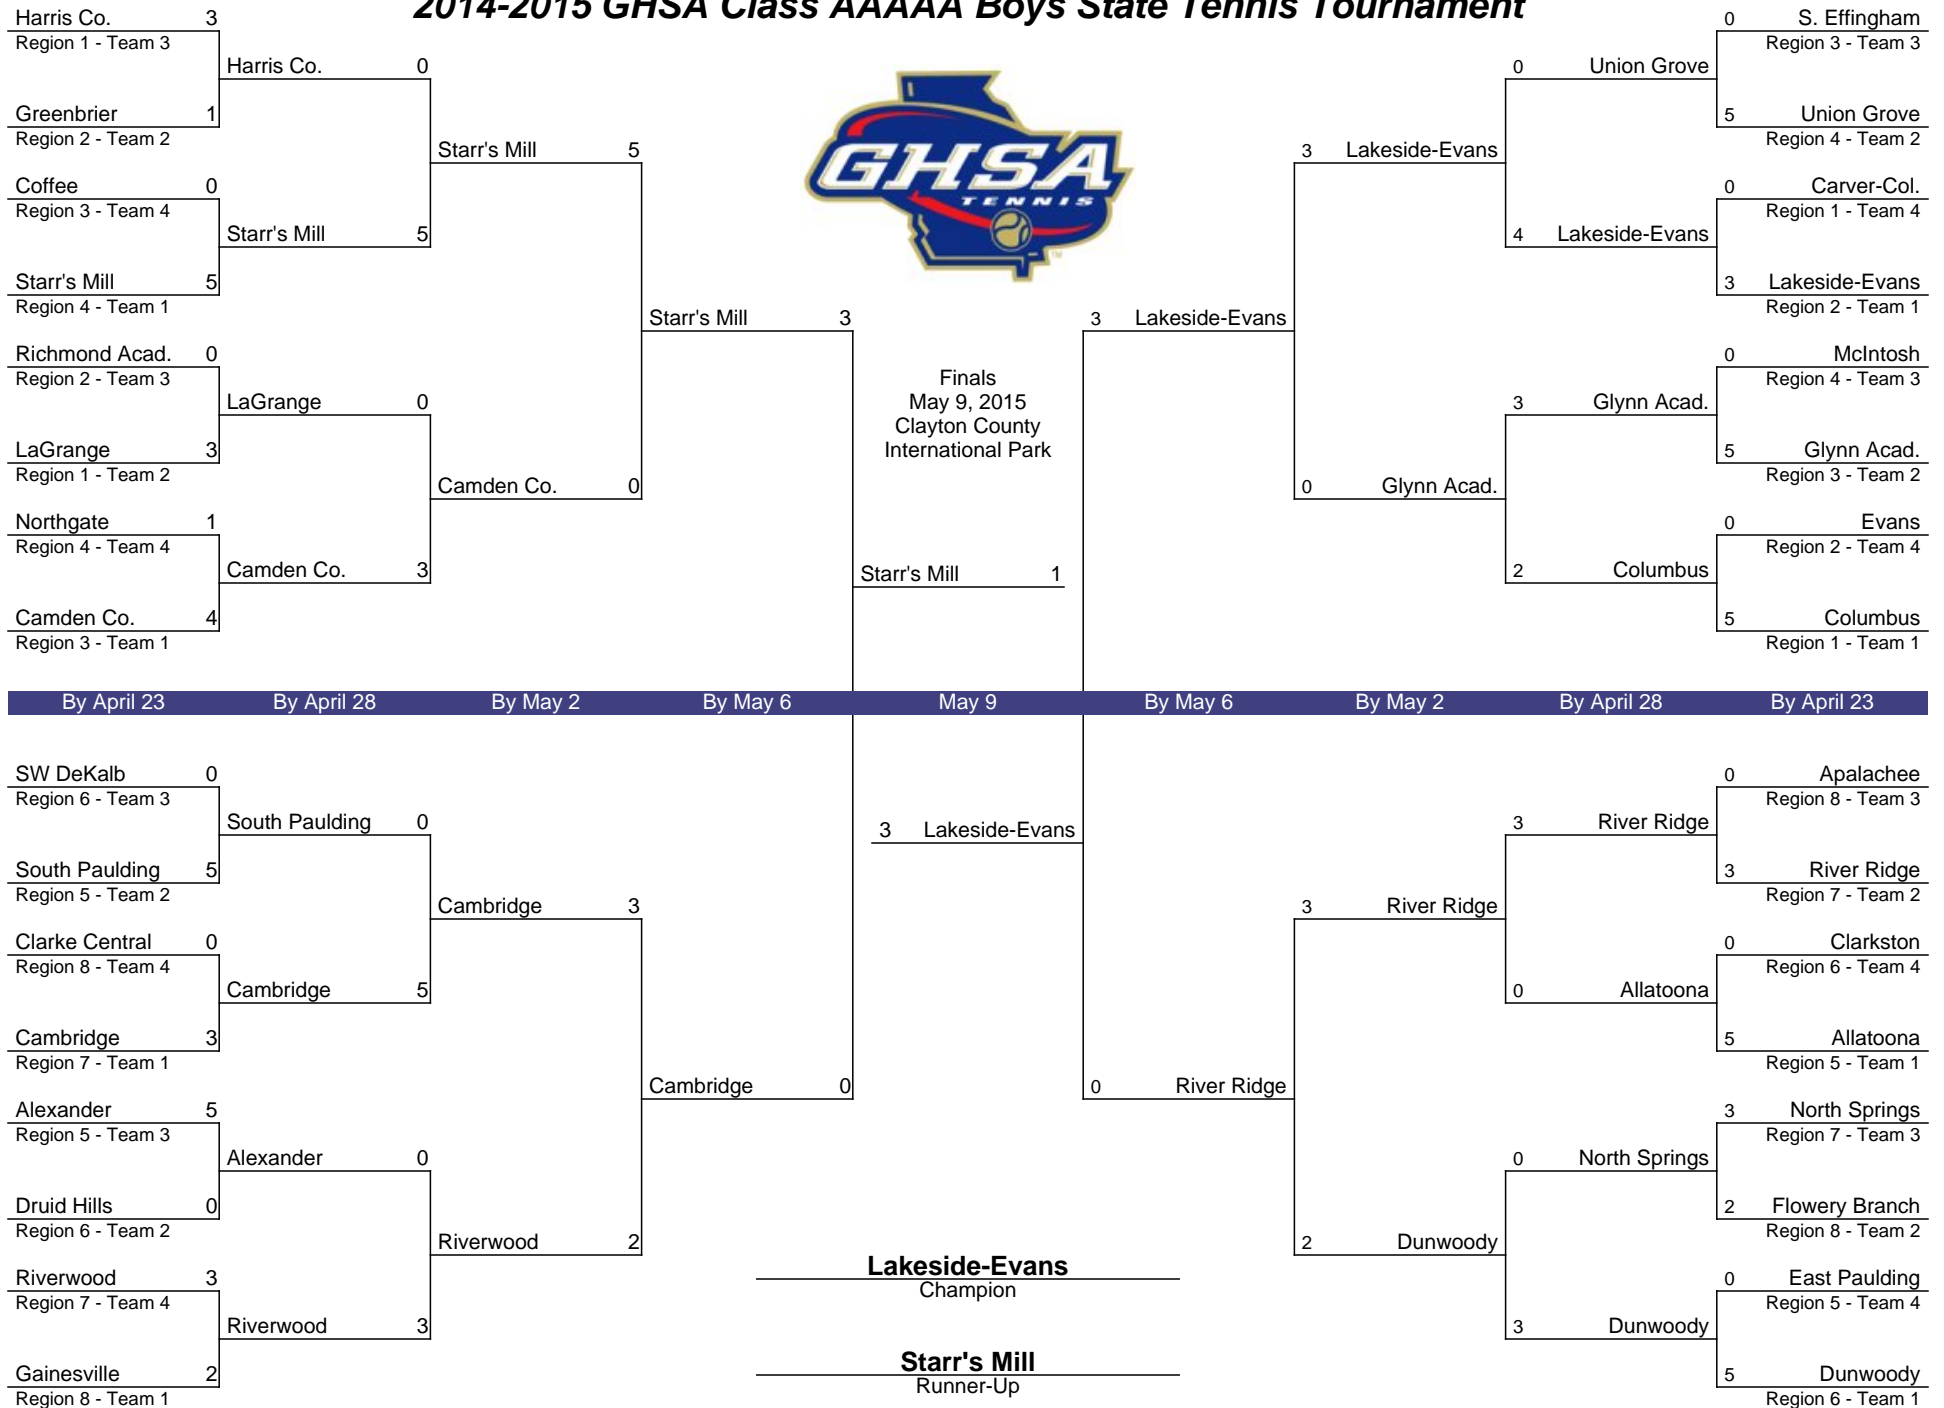 2014-2015 GHSA Class AAAAA Boys State Tennis Tournament
Harris Co. 3
Region 1 - Team 3
Greenbrier 1
Region 2 - Team 2
Coffee 0
Region 3 - Team 4
Starr's Mill 5
Region 4 - Team 1
Richmond Acad. 0
Region 2 - Team 3
LaGrange 3
Region 1 - Team 2
Northgate 1
Region 4 - Team 4
Camden Co. 4
Region 3 - Team 1
Harris Co. 0
Starr's Mill 5
LaGrange 0
Camden Co. 3
Starr's Mill 5
Camden Co. 0
Starr's Mill 3
GHSA
TENNIS
TM
Finals
May 9, 2015
Clayton County
International Park
Starr's Mill 1
3 Lakeside-Evans
3 Lakeside-Evans
0 Glynn Acad.
0 Union Grove
4 Lakeside-Evans
3 Glynn Acad.
2 Columbus
0 S. Effingham
Region 3 - Team 3
5 Union Grove
Region 4 - Team 2
0 Carver-Col.
Region 1 - Team 4
3 Lakeside-Evans
Region 2 - Team 1
0 McIntosh
Region 4 - Team 3
5 Glynn Acad.
Region 3 - Team 2
0 Evans
Region 2 - Team 4
5 Columbus
Region 1 - Team 1
By April 23 By April 28 By May 2 By May 6 May 9 By May 6 By May 2 By April 28 By April 23
SW DeKalb 0
Region 6 - Team 3
South Paulding 5
Region 5 - Team 2
Clarke Central 0
Region 8 - Team 4
Cambridge 3
Region 7 - Team 1
Alexander 5
Region 5 - Team 3
Druid Hills 0
Region 6 - Team 2
Riverwood 3
Region 7 - Team 4
Gainesville 2
Region 8 - Team 1
South Paulding 0
Cambridge 5
Alexander 0
Riverwood 3
Cambridge 3
Riverwood 2
Cambridge 0
3 Lakeside-Evans
Lakeside-Evans
Champion
Starr's Mill
Runner-Up
0 River Ridge
3 River Ridge
2 Dunwoody
3 River Ridge
0 Allatoona
0 North Springs
3 Dunwoody
0 Apalachee
Region 8 - Team 3
3 River Ridge
Region 7 - Team 2
0 Clarkston
Region 6 - Team 4
5 Allatoona
Region 5 - Team 1
3 North Springs
Region 7 - Team 3
2 Flowery Branch
Region 8 - Team 2
0 East Paulding
Region 5 - Team 4
5 Dunwoody
Region 6 - Team 1